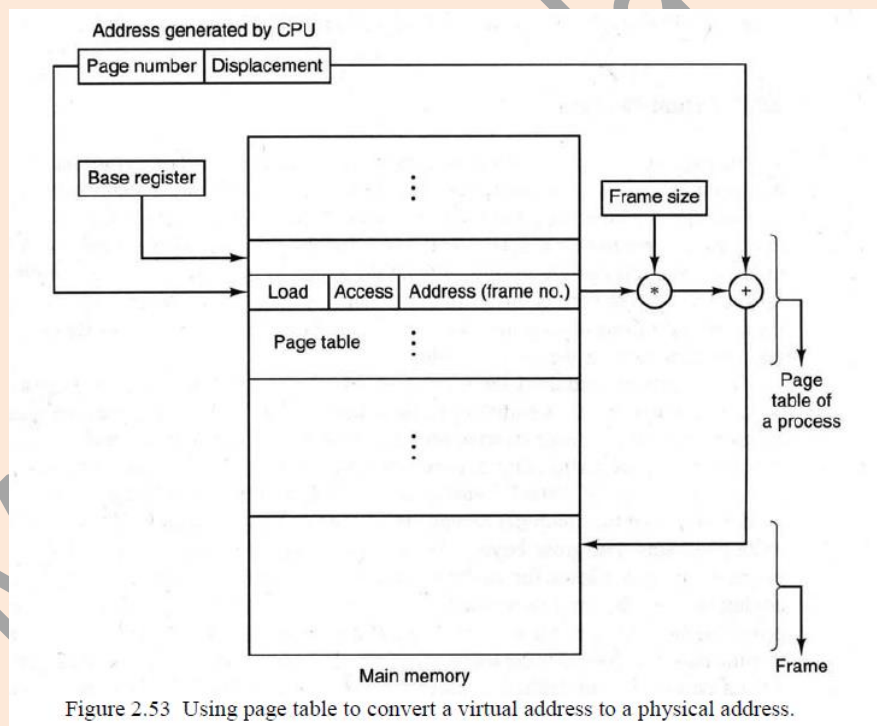 Address generated by CPU
Page number Displacement
Base register
Frame size
Load Access Address (frame no.)
*
+
Page table
Page
table of
a process
Frame
Main memory
Figure 2.53 Using page table to convert a virtual address to a physical address.